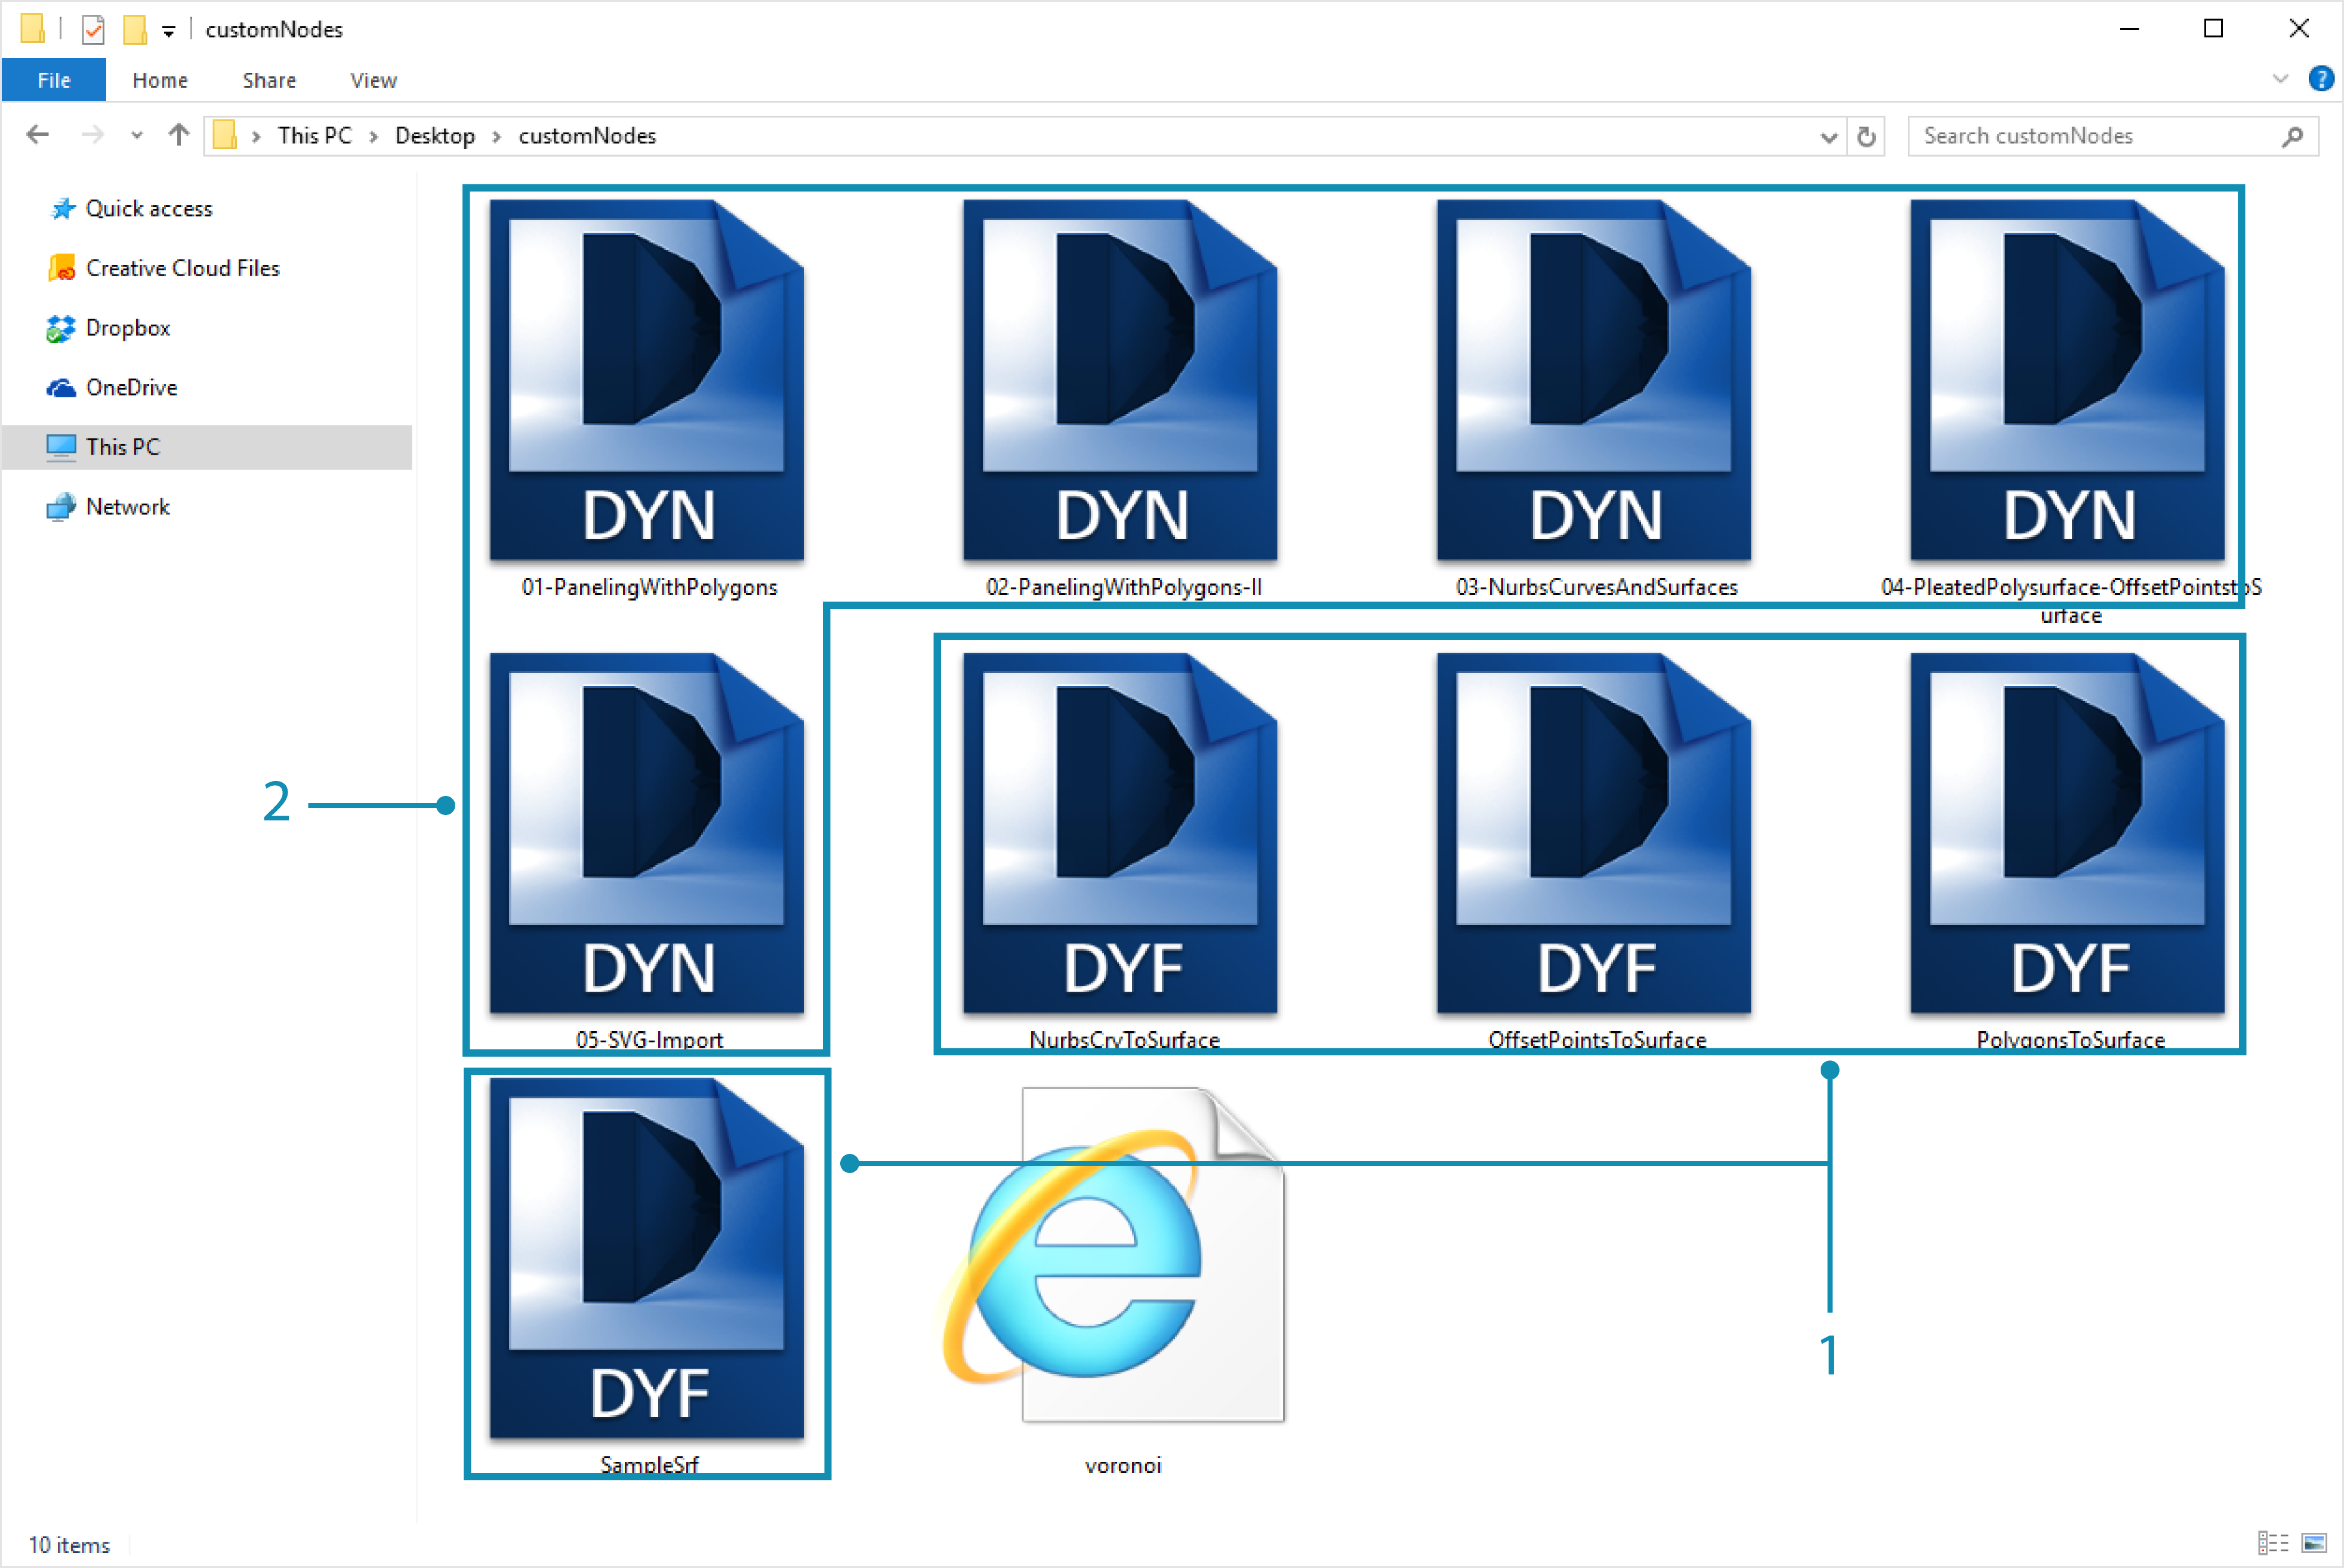 customNodes
File Home Share View
This PC Desktop customNodes
Search customNodes
Quick access
Creative Cloud Files
Dropbox
OneDrive
This PC
Network
DYN DYN DYN DYN
01-PanelingWithPolygons 02-PanelingWithPolygons-II 03-NurbsCurvesAndSurfaces 04-PleatedPolysurface-OffsetPointstoS
urface
2
DYN DYF DYF DYF
05-SVG-Import NurbsCrvToSurface OffsetPointsToSurface PolygonsToSurface
1
DYF
SampleSrf voronoi
10 items